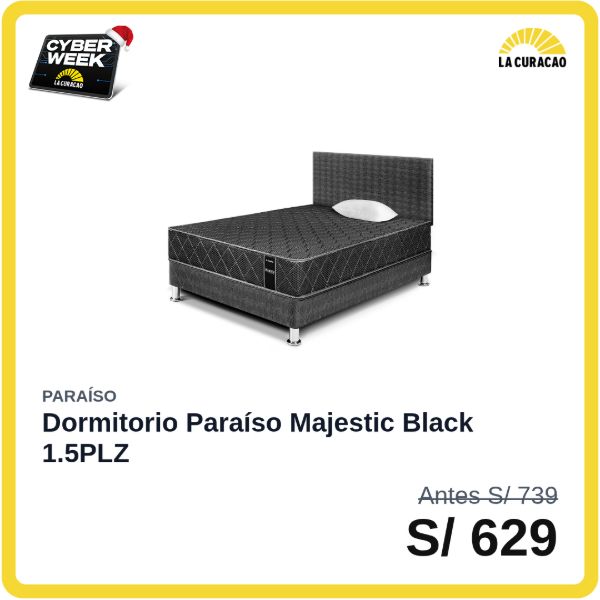 CYBER
WEEK
LA CURACAO
LA CURACAO
PARAÍSO
Dormitorio Paraíso Majestic Black
1.5PLZ
Antes S/ 739
S/ 629